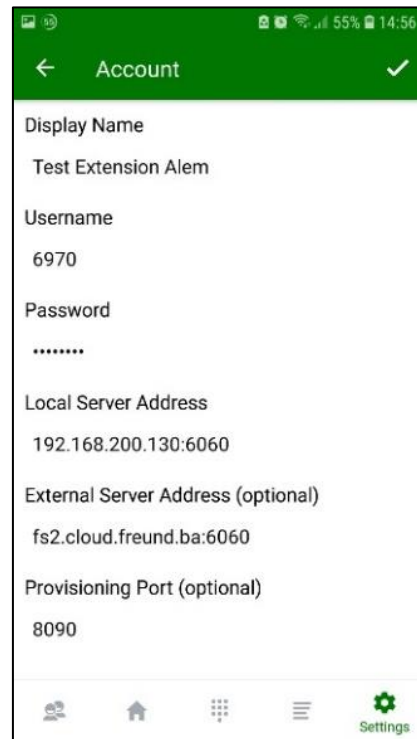 55 55% 14:56
Account
Display Name
Test Extension Alem
Username
6970
Password
••••••••
Local Server Address
192.168.200.130:6060
External Server Address (optional)
fs2.cloud.freund.ba:6060
Provisioning Port (optional)
8090
Settings